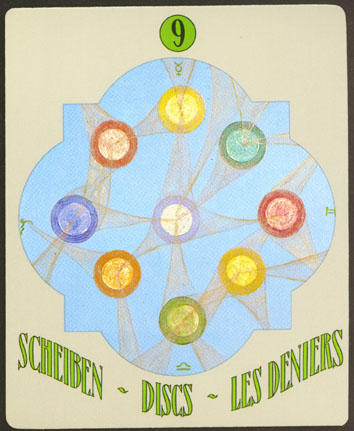 9
SCHEIBEN ~ DISCS ~ LES DENIERS